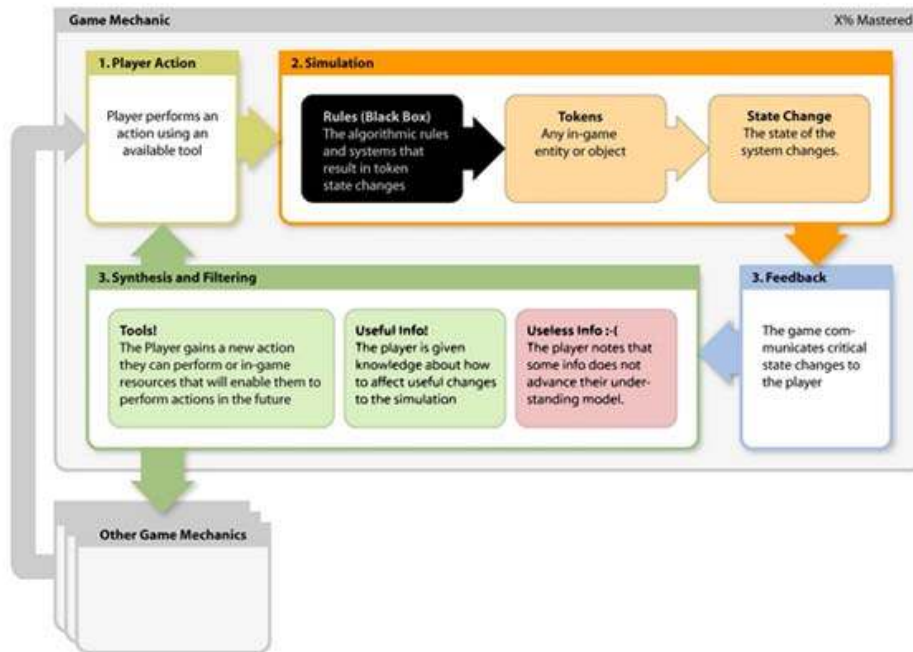 Game Mechanic
X% Mastered
1. Player Action
Player performs an
action using an
available tool
2. Simulation
Rules (Black Box)
The algorithmic rules
and systems that
result in token
state changes
Tokens
Any in-game
entity or object
State Change
The state of the
system changes.
3. Feedback
The game com-
municates critical
state changes to
the player
3. Synthesis and Filtering
Tools!
The Player gains a new action
they can perform or in-game
resources that will enable them to
perform actions in the future
Useful Info!
The player is given
knowledge about how
to affect useful changes
to the simulation
Useless Info :-(
The player notes that
some info does not
advance their under-
standing model.
Other Game Mechanics